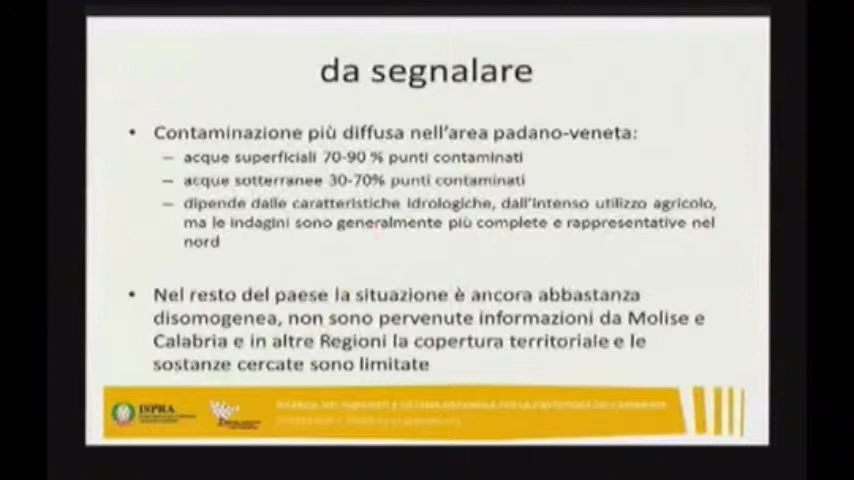 da segnalare
• Contaminazione più diffusa nell'area padano-veneta:
– acque superficiali 70-90 % punti contaminati
– acque sotterranee 30-70% punti contaminati
– dipende dalle caratteristiche idrologiche, dall'intenso utilizzo agricolo,
ma le indagini sono generalmente più complete e rappresentative nel
nord
• Nel resto del paese la situazione è ancora abbastanza
disomogenea, non sono pervenute informazioni da Molise e
Calabria e in altre Regioni la copertura territoriale e le
sostanze cercate sono limitate
ISPRA